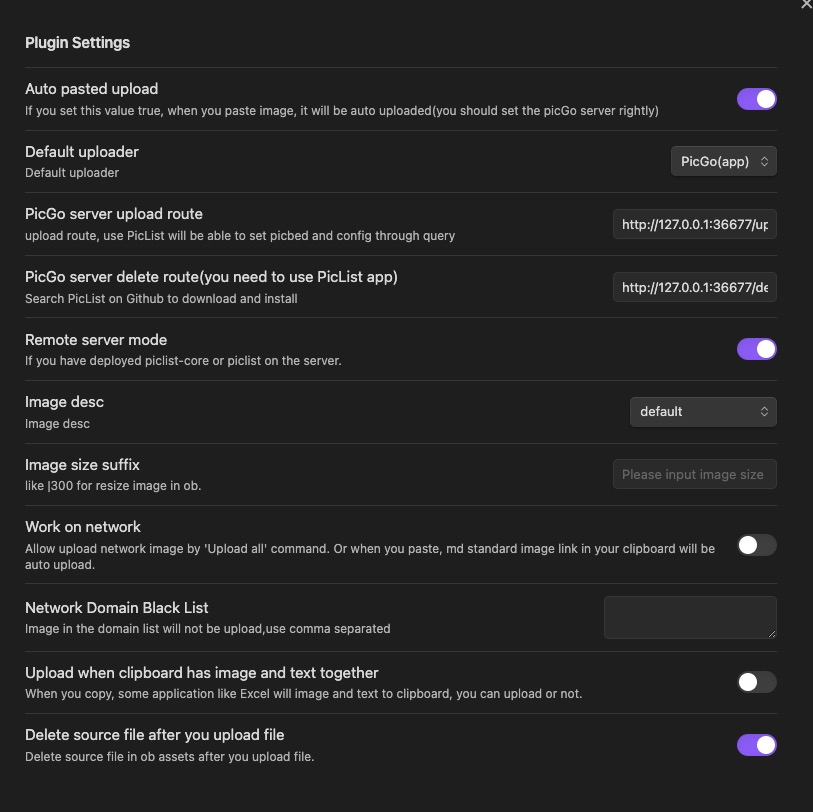 Plugin Settings
Auto pasted upload
If you set this value true, when you paste image, it will be auto uploaded(you should set the picGo server rightly)
Default uploader
Default uploader
PicGo(app)
PicGo server upload route
upload route, use PicList will be able to set picbed and config through query
http://127.0.0.1:36677/up
PicGo server delete route(you need to use PicList app)
Search PicList on Github to download and install
http://127.0.0.1:36677/de
Remote server mode
If you have deployed piclist-core or piclist on the server.
Image desc
Image desc
default
Image size suffix
like |300 for resize image in ob.
Please input image size
Work on network
Allow upload network image by 'Upload all' command. Or when you paste, md standard image link in your clipboard will be
auto upload.
Network Domain Black List
Image in the domain list will not be upload,use comma separated
Upload when clipboard has image and text together
When you copy, some application like Excel will image and text to clipboard, you can upload or not.
Delete source file after you upload file
Delete source file in ob assets after you upload file.